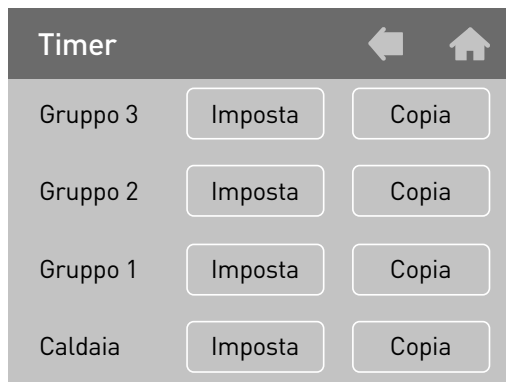 Timer
Gruppo 3 Imposta Copia
Gruppo 2 Imposta Copia
Gruppo 1 Imposta Copia
Caldaia Imposta Copia